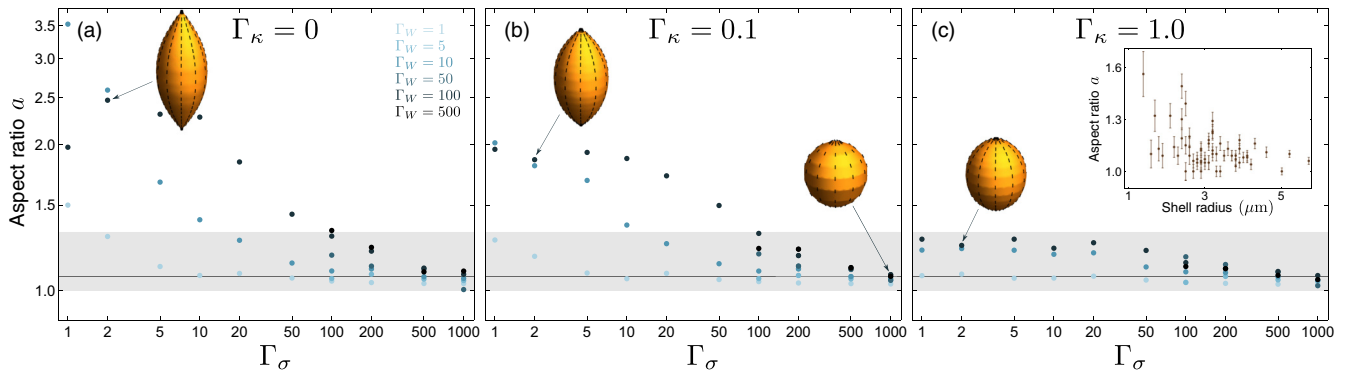 (a) Γκ = 0
ΓW = 1
ΓW = 5
ΓW = 10
ΓW = 50
ΓW = 100
ΓW = 500
Aspect ratio a
3.5
3.0
2.5
2.0
1.5
1.0
1 2 5 10 20 50 100 200 500 1000
Γσ
(b) Γκ = 0.1
1 2 5 10 20 50 100 200 500 1000
Γσ
(c) Γκ = 1.0
Aspect ratio a
1.6
1.3
1.0
1 3 5
Shell radius (μm)
1 2 5 10 20 50 100 200 500 1000
Γσ